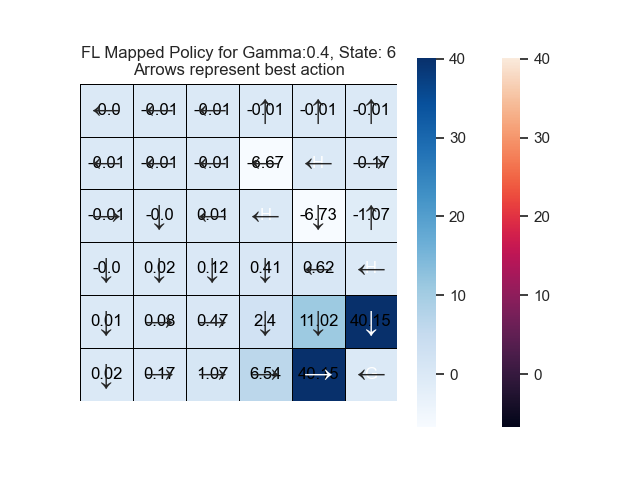 FL Mapped Policy for Gamma:0.4, State: 6
Arrows represent best action
-0.0 -0.01 -0.01 -0.01 -0.01 -0.01
-0.01 -0.01 -0.01 -6.67 H -0.17
-0.01 -0.0 0.01 H -6.73 -1.07
-0.0 0.02 0.12 0.41 0.62 H
0.01 0.08 0.47 2.4 11.02 40.15
0.02 0.17 1.07 6.54 40.15 G
40
30
20
10
0
40
30
20
10
0